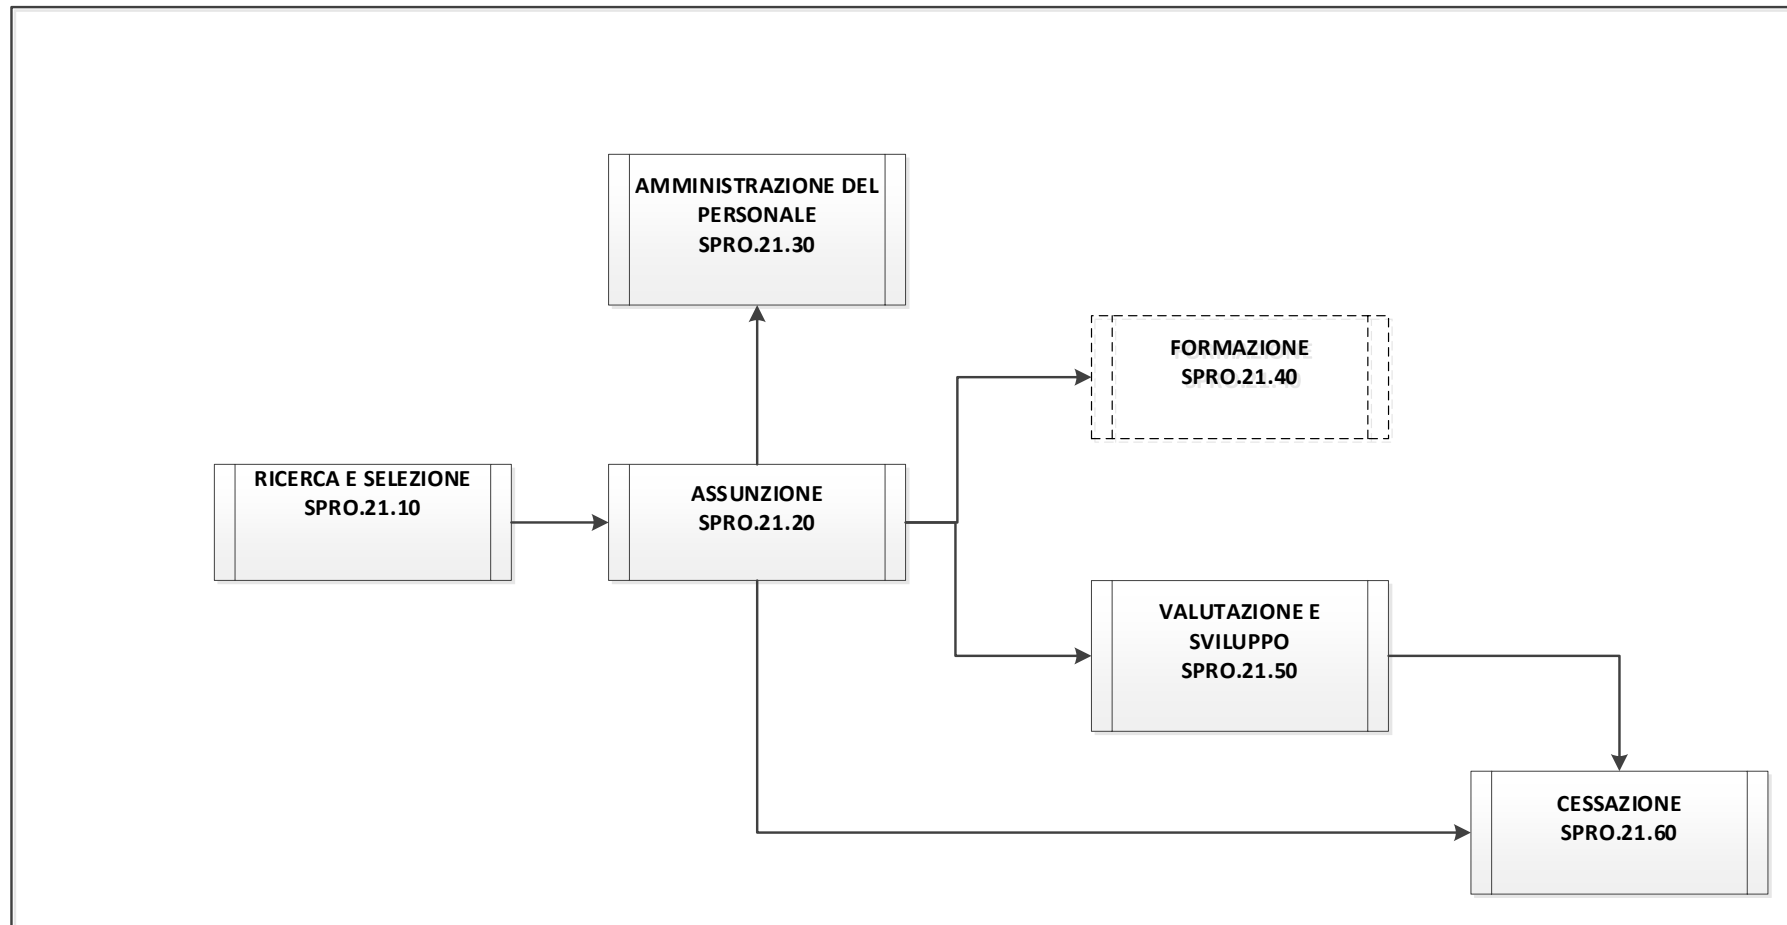 AMMINISTRAZIONE DEL
PERSONALE
SPRO.21.30
FORMAZIONE
SPRO.21.40
RICERCA E SELEZIONE
SPRO.21.10
ASSUNZIONE
SPRO.21.20
VALUTAZIONE E
SVILUPPO
SPRO.21.50
CESSAZIONE
SPRO.21.60